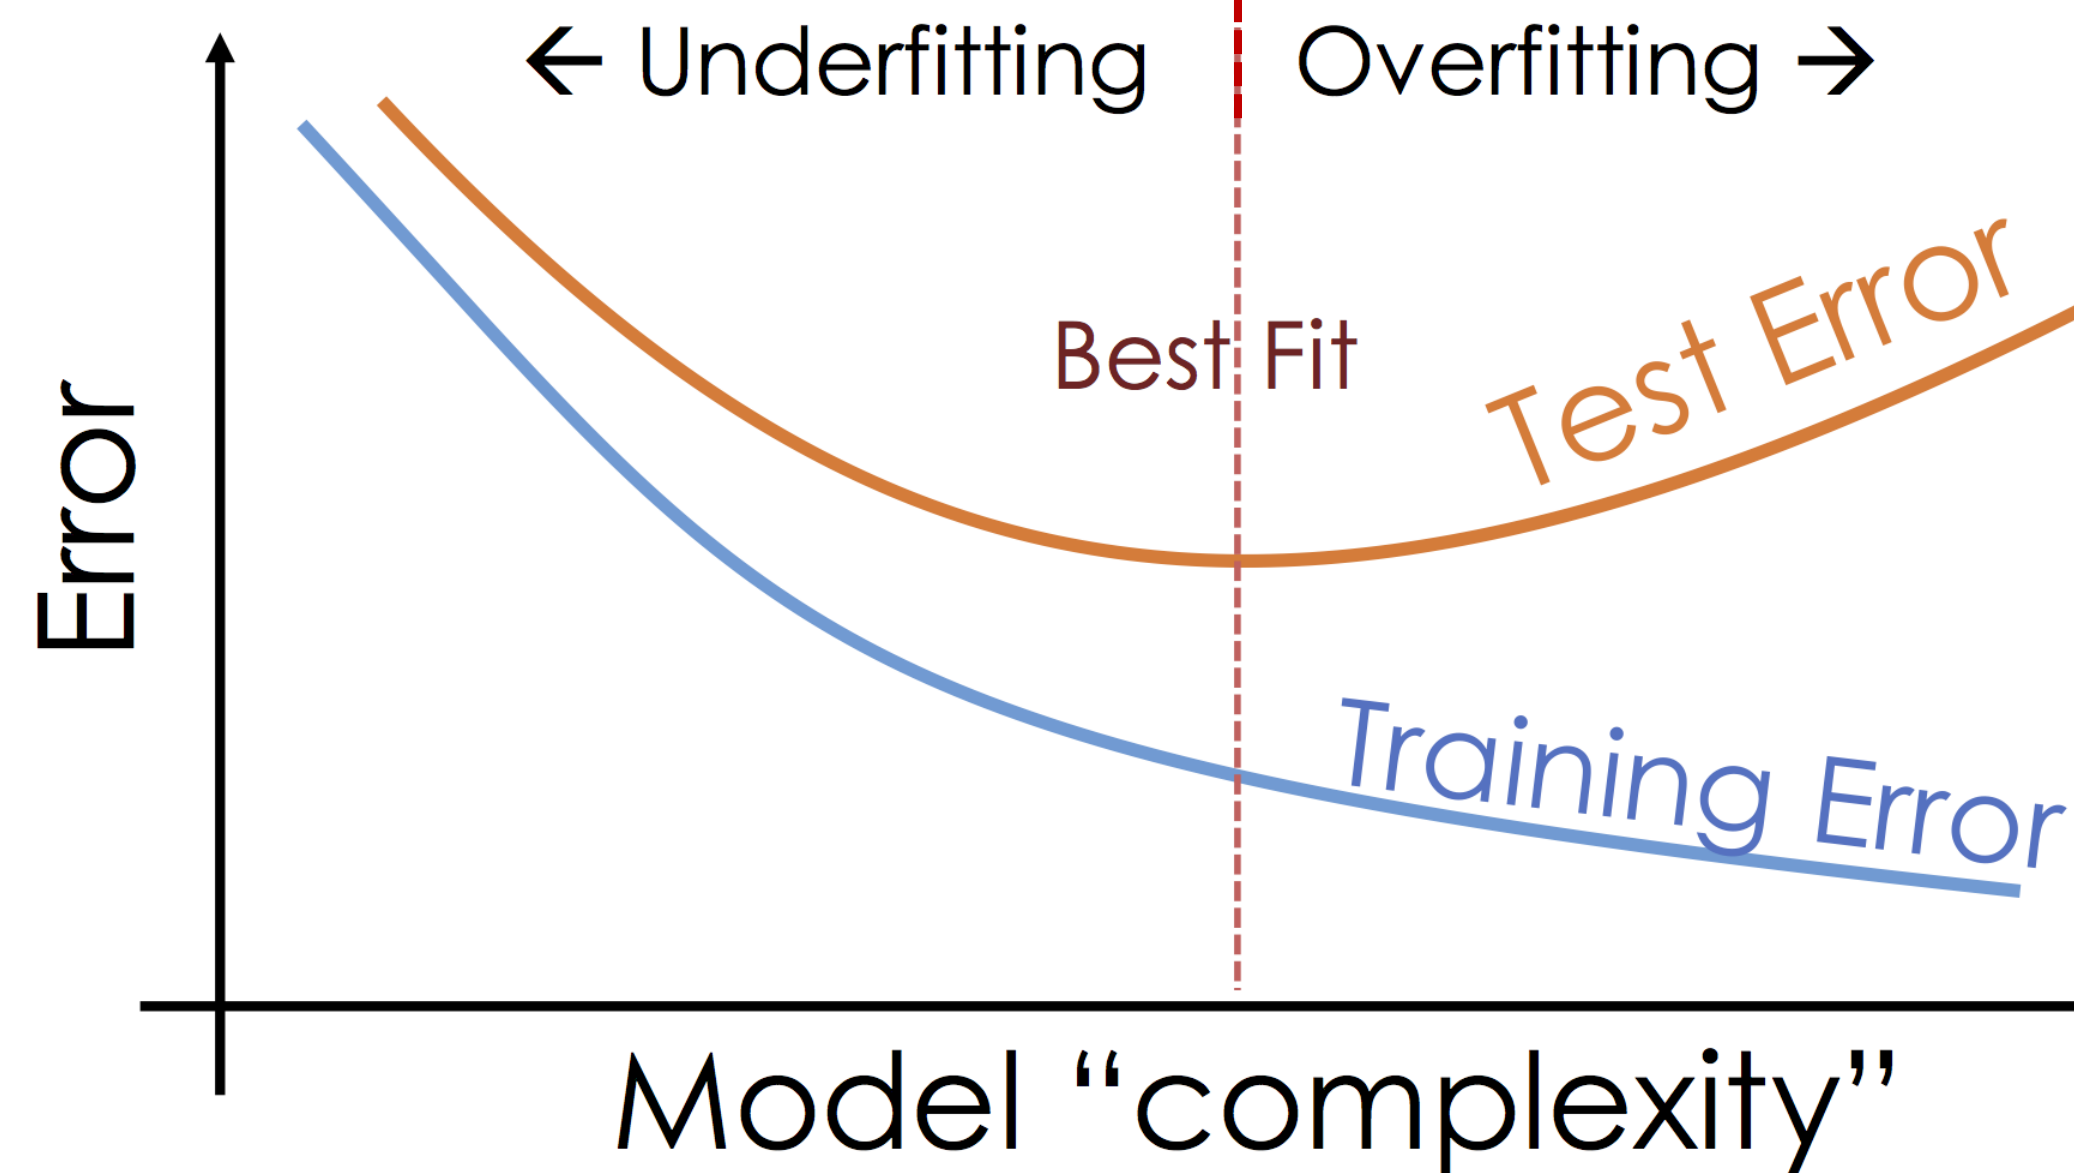 ← Underfitting
Overfitting →
Best Fit
Test Error
Error
Training Error
Model “complexity”